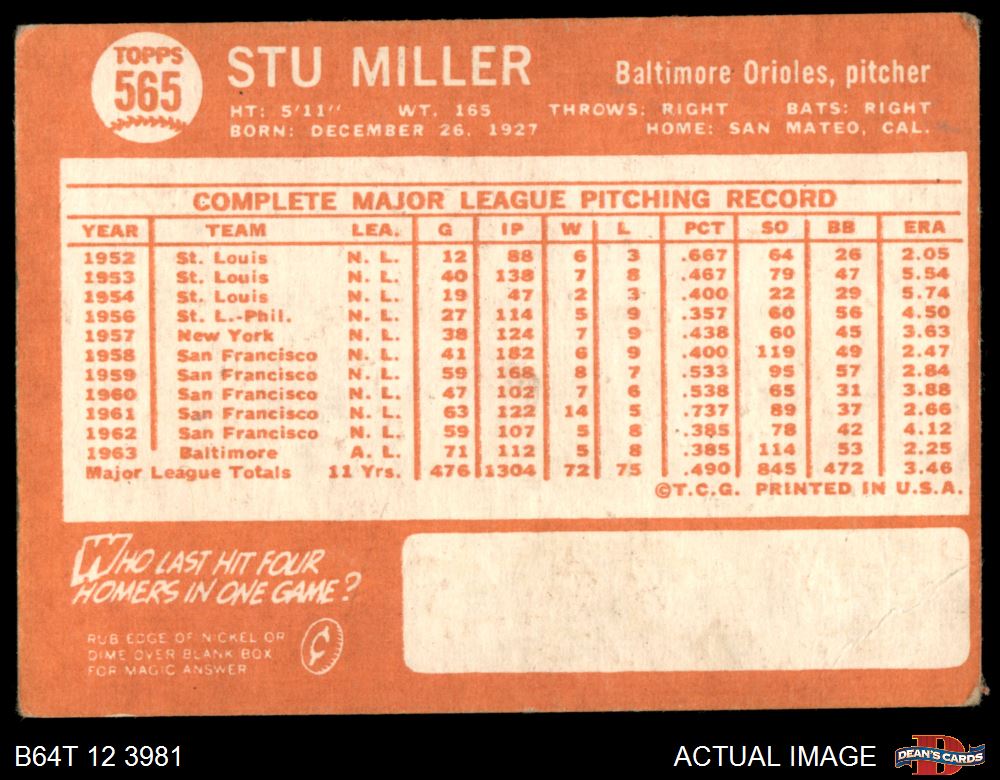 TOPPS
565
STU MILLER
Baltimore Orioles, pitcher
HT: 5'11" WT. 165 THROWS: RIGHT BATS: RIGHT
BORN: DECEMBER 26, 1927 HOME: SAN MATEO, CAL.
COMPLETE MAJOR LEAGUE PITCHING RECORD
YEAR TEAM LEA. G IP W L PCT SO BB ERA
1952 St. Louis N. L. 12 88 6 3 .667 64 26 2.05
1953 St. Louis N. L. 40 138 7 8 .467 79 47 5.54
1954 St. Louis N. L. 19 47 2 3 .400 22 29 5.74
1956 St. L.-Phil. N. L. 27 114 5 9 .357 60 56 4.50
1957 New York N. L. 38 124 7 9 .438 60 45 3.63
1958 San Francisco N. L. 41 182 6 9 .400 119 49 2.47
1959 San Francisco N. L. 59 168 8 7 .533 95 57 2.84
1960 San Francisco N. L. 47 102 7 6 .538 65 31 3.88
1961 San Francisco N. L. 63 122 14 5 .737 89 37 2.66
1962 San Francisco N. L. 59 107 5 8 .385 78 42 4.12
1963 Baltimore A. L. 71 112 5 8 .385 114 53 2.25
Major League Totals 11 Yrs. 476 1304 72 75 .490 845 472 3.46
©T.C.G. PRINTED IN U.S.A.
WHO LAST HIT FOUR
HOMERS IN ONE GAME?
RUB EDGE OF NICKEL OR
DIME OVER BLANK BOX
FOR MAGIC ANSWER
B64T 12 3981
ACTUAL IMAGE
DEAN'S CARDS